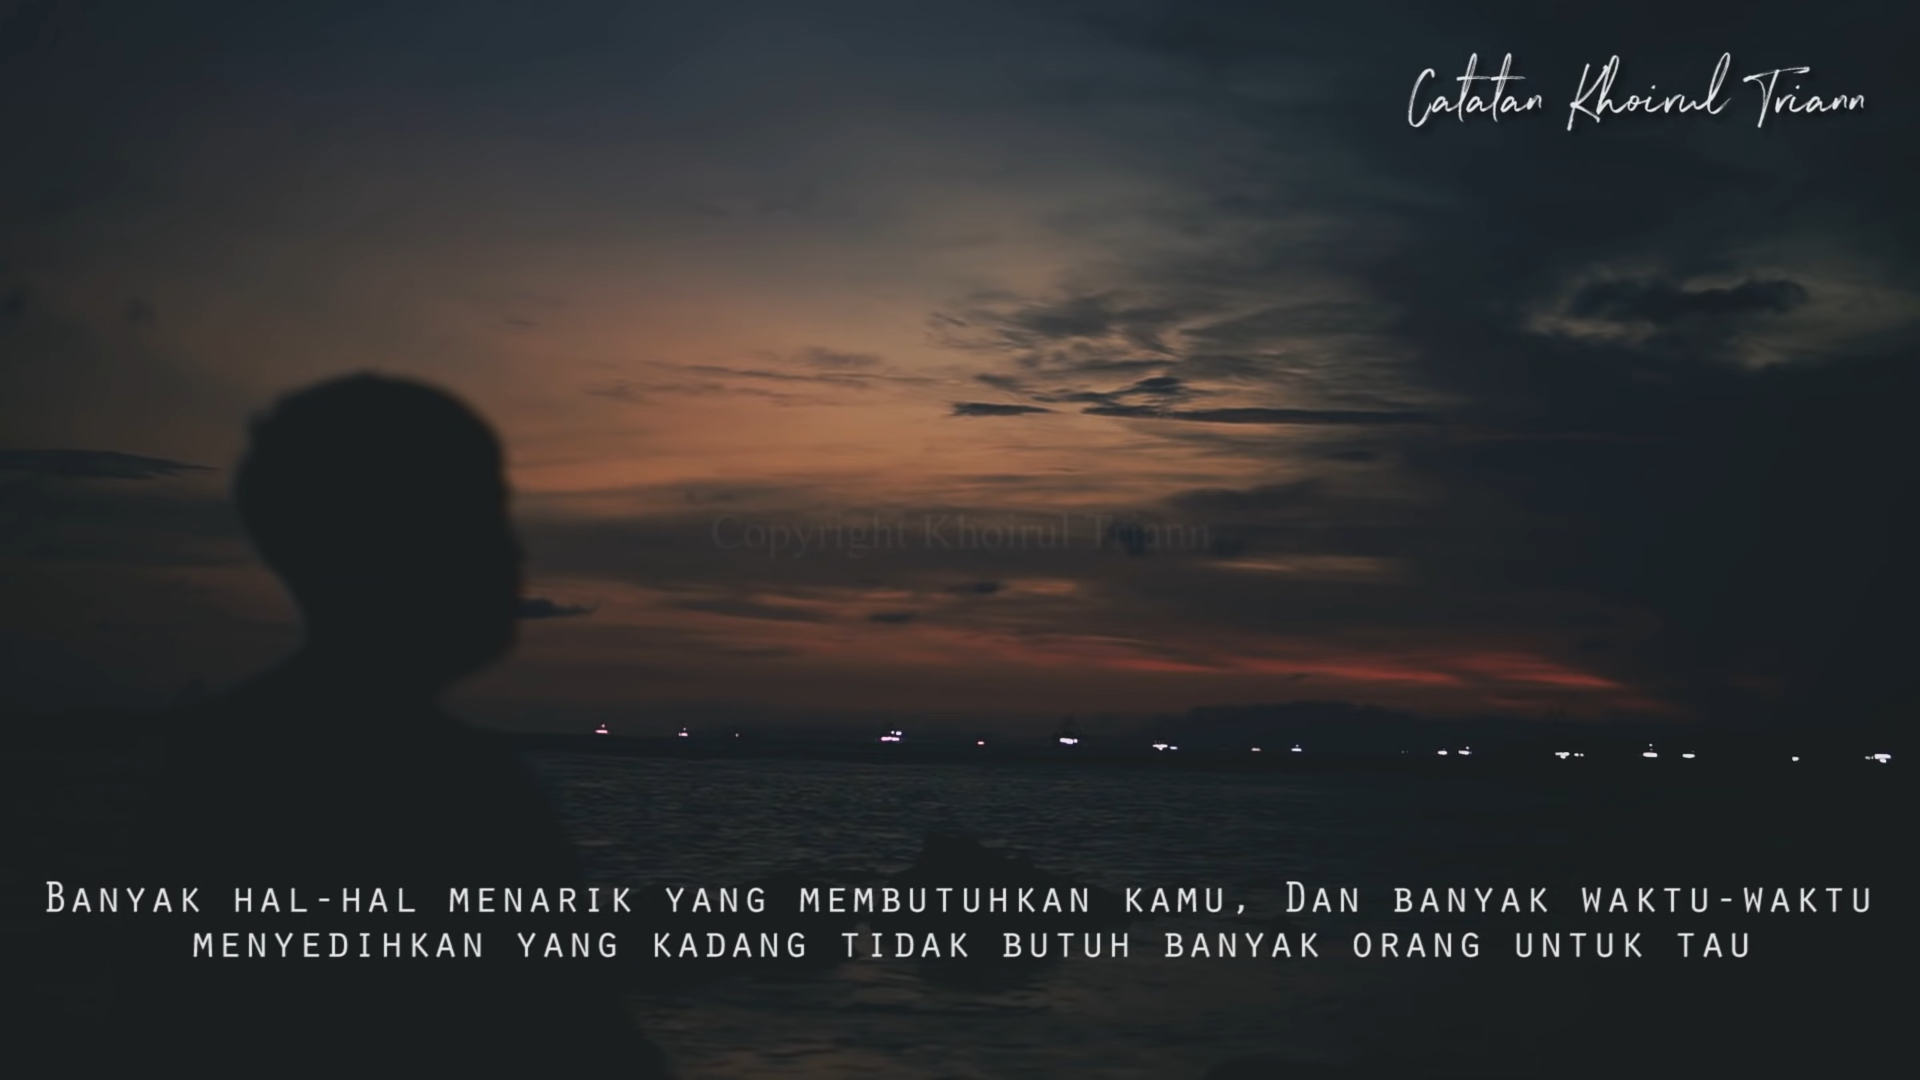 Catatan Khoirul Triann
Copyright Khoirul Triann
Banyak hal-hal menarik yang membutuhkan kamu, Dan banyak waktu-waktu
menyedihkan yang kadang tidak butuh banyak orang untuk tau